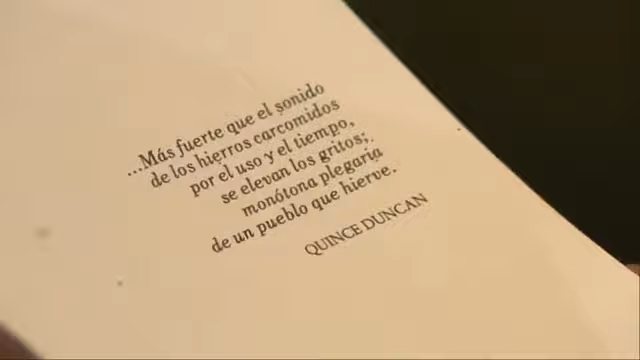 ...Más fuerte que el sonido
de los hierros carcomidos
por el uso y el tiempo,
se elevan los gritos;
monótona plegaria
de un pueblo que hierve.
QUINCE DUNCAN